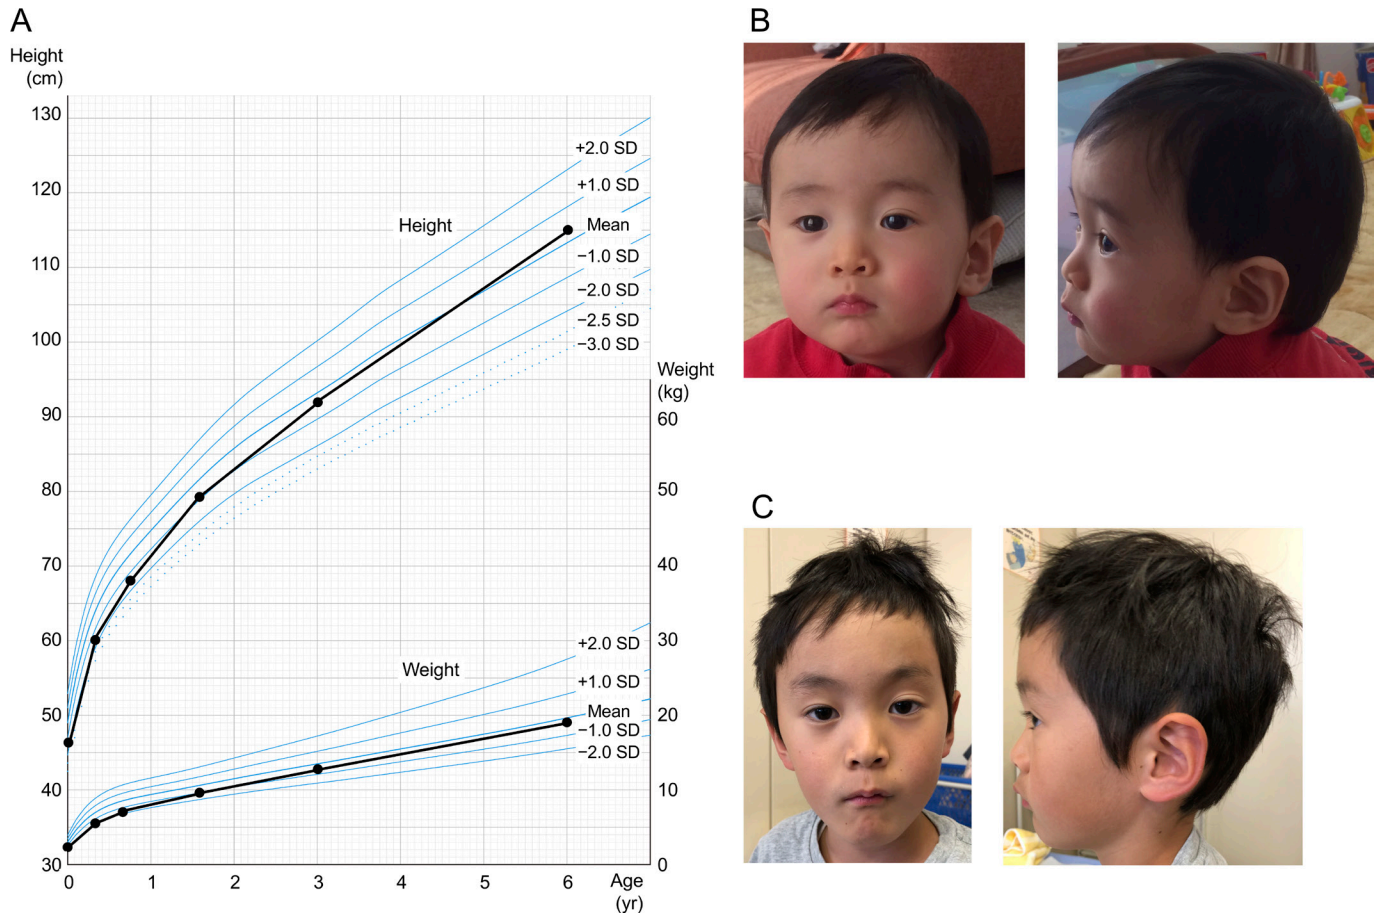 A
Height
(cm)
130
120
110
100
90
80
70
60
50
40
30
0
1
2
3
4
5
6
Age
(yr)
Height
+2.0 SD
+1.0 SD
Mean
−1.0 SD
−2.0 SD
−2.5 SD
−3.0 SD
Weight
(kg)
60
50
40
30
20
10
0
Weight
+2.0 SD
+1.0 SD
Mean
−1.0 SD
−2.0 SD
B
C